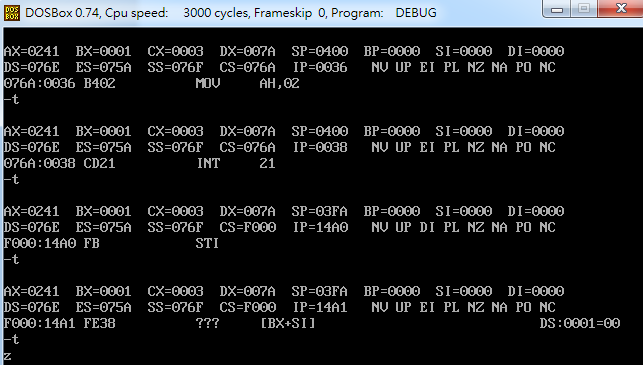 DOSBox 0.74, Cpu speed: 3000 cycles, Frameskip 0, Program: DEBUG
AX=0241 BX=0001 CX=0003 DX=007A SP=0400 BP=0000 SI=0000 DI=0000
DS=076E ES=075A SS=076F CS=076A IP=0036 NV UP EI PL NZ NA PO NC
076A:0036 B402 MOV AH,02
-t
AX=0241 BX=0001 CX=0003 DX=007A SP=0400 BP=0000 SI=0000 DI=0000
DS=076E ES=075A SS=076F CS=076A IP=0038 NV UP EI PL NZ NA PO NC
076A:0038 CD21 INT 21
-t
AX=0241 BX=0001 CX=0003 DX=007A SP=03FA BP=0000 SI=0000 DI=0000
DS=076E ES=075A SS=076F CS=F000 IP=14A0 NV UP DI PL NZ NA PO NC
F000:14A0 FB STI
-t
AX=0241 BX=0001 CX=0003 DX=007A SP=03FA BP=0000 SI=0000 DI=0000
DS=076E ES=075A SS=076F CS=F000 IP=14A1 NV UP EI PL NZ NA PO NC
F000:14A1 FE38 ??? [BX+SI] DS:0001=00
-t
z